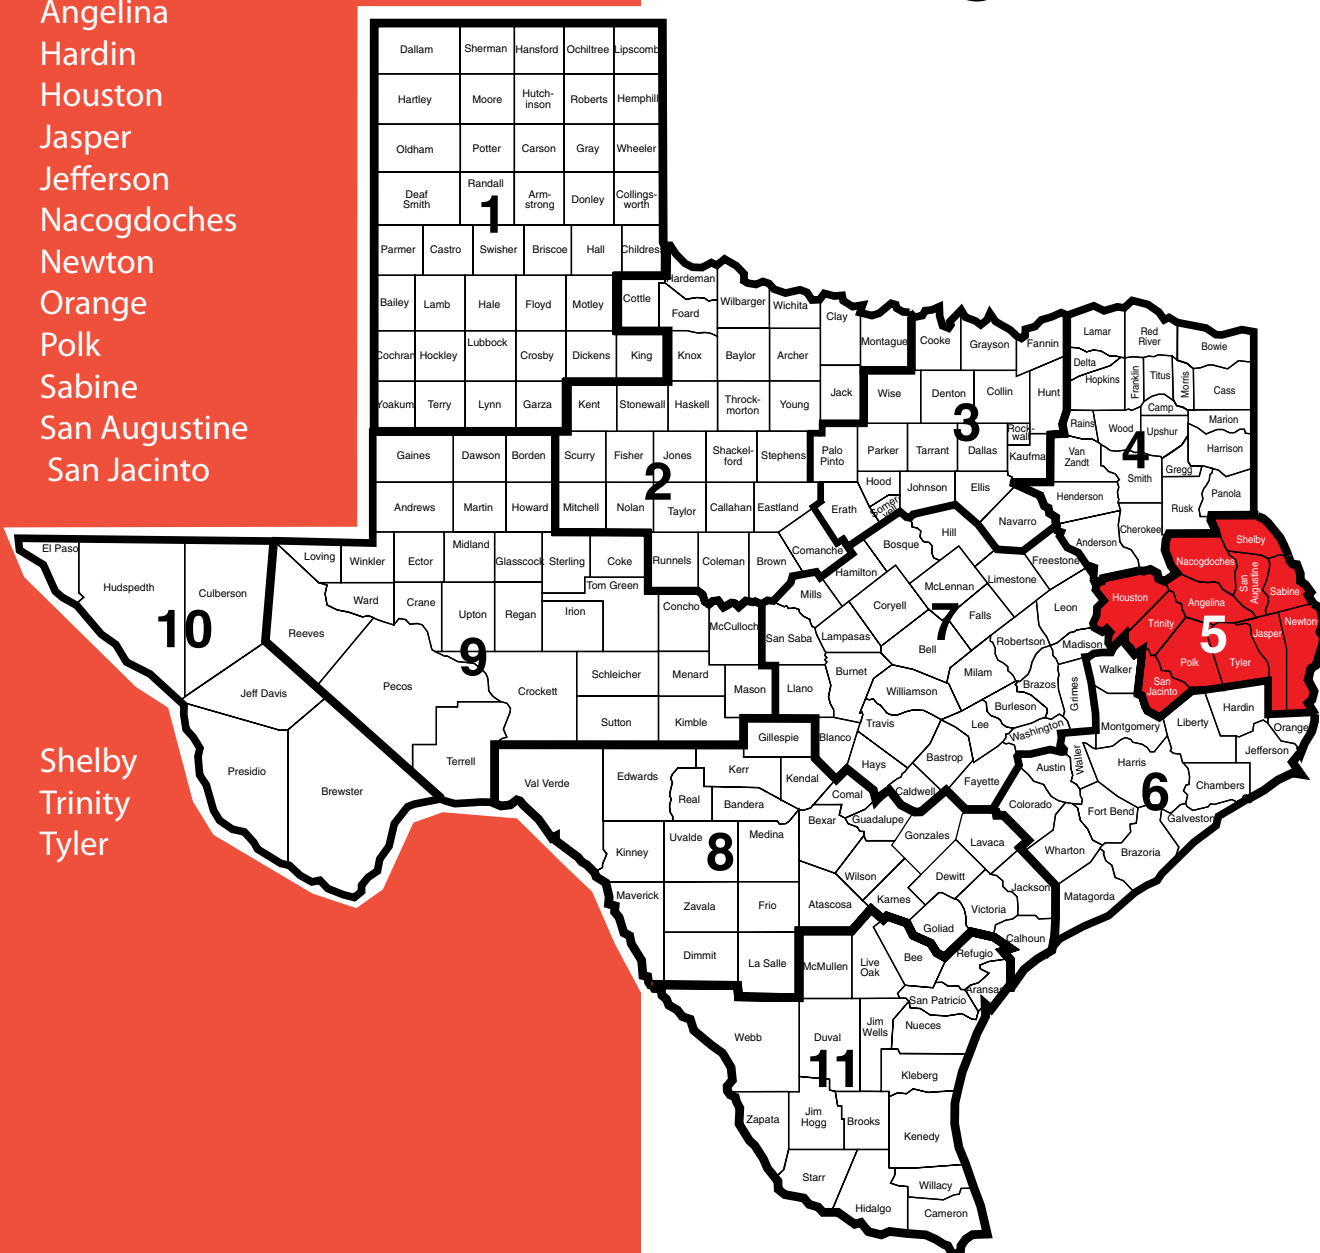 Angelina
Hardin
Houston
Jasper
Jefferson
Nacogdoches
Newton
Orange
Polk
Sabine
San Augustine
San Jacinto
Shelby
Trinity
Tyler
Dallam Sherman Hansford Ochiltree Lipscomb
Hartley Moore Hutch-
inson Roberts Hemphill
Oldham Potter Carson Gray Wheeler
Deaf
Smith Randall Arm-
strong Donley Collings-
worth
1
Parmer Castro Swisher Briscoe Hall Childress
Bailey Lamb Hale Floyd Motley Cottle Hardeman
Foard Wilbarger Wichita Clay
Cochran Hockley Lubbock Crosby Dickens King Knox Baylor Archer Montague
Yoakum Terry Lynn Garza Kent Stonewall Haskell Throck-
morton Young Jack
Gaines Dawson Borden Scurry Fisher Jones Shackel-
ford Stephens Palo
Pinto
2
Andrews Martin Howard Mitchell Nolan Taylor Callahan Eastland Erath
Cooke Grayson Fannin
Wise Denton Collin Hunt
3
Parker Tarrant Dallas Rock-
wall
Kaufma
Hood Johnson Ellis
Somer-
vell
Navarro
Lamar Red
River Bowie
Delta
Hopkins Franklin Titus Morris Cass
Camp
Rains Wood Upshur Marion
4
Van
Zandt Smith Gregg Harrison
Henderson Rusk Panola
Anderson Cherokee
El Paso Hudspedth Culberson
10
Jeff Davis
Presidio Brewster
Loving Winkler Ector Midland Glasscock Sterling Coke Runnels Coleman Brown Comanche
Tom Green
Ward Crane Upton Regan Irion Concho McCulloch
Reeves
9
Pecos Crockett Schleicher Menard Mason
Sutton Kimble
Terrell
Hamilton Bosque Hill Freestone
Mills Coryell McLennan Limestone
7
San Saba Lampasas Bell Falls Leon
Robertson Madison
Llano Burnet Williamson Milam Brazos Grimes
Burleson
Blanco Travis Lee Washington
Hays Bastrop
Caldwell Fayette
Shelby
Nacogdoches
San
Augustine
Sabine
Houston Angelina Newton
Trinity 5 Jasper
Polk Tyler
San
Jacinto
Walker
Montgomery Liberty Hardin Orange
Jefferson
Austin Waller Harris Chambers
6
Colorado Fort Bend Galveston
Wharton Brazoria
Matagorda
Gillespie
Val Verde Edwards Kerr Kendal
Real Bandera Comal
Bexar Guadalupe
Kinney Uvalde Medina Gonzales Lavaca
8
Wilson Dewitt
Maverick Zavala Frio Atascosa Karnes Victoria Jackson
Goliad Calhoun
Dimmit La Salle
McMullen Live
Oak Bee Refugio
Aransas
San Patricio
Webb Duval Jim
Wells Nueces
11
Kleberg
Zapata Jim
Hogg Brooks Kenedy
Starr Willacy
Hidalgo Cameron